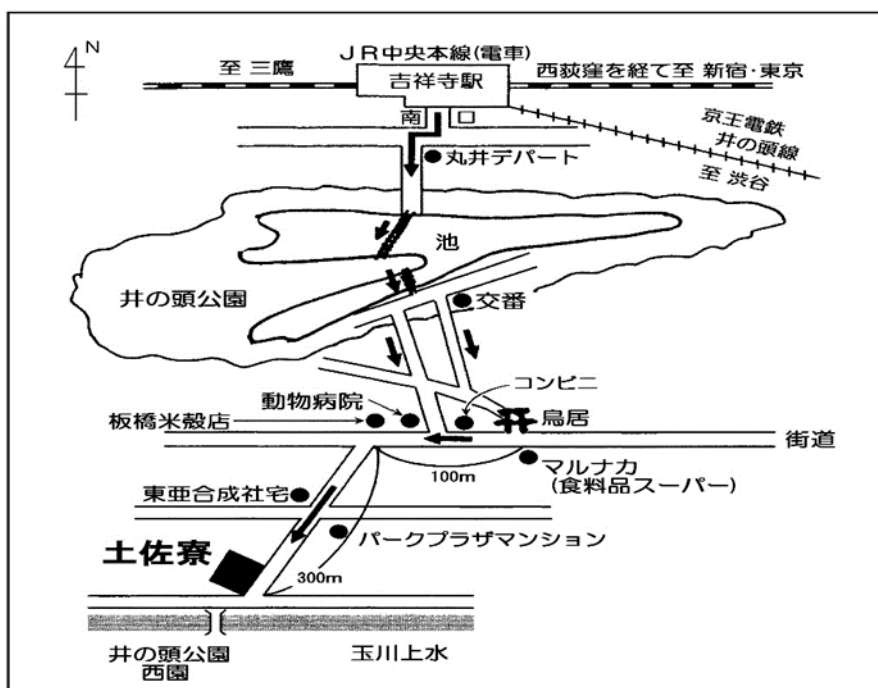 N
JR中央本線(電車)
至 三鷹
吉祥寺駅
西荻窪を経て至 新宿・東京
南 口
京王電鉄
井の頭線
至 渋谷
丸井デパート
池
井の頭公園
交番
コンビニ
動物病院
板橋米穀店
鳥居
街道
100m
マルナカ
(食料品スーパー)
東亜合成社宅
パークプラザマンション
土佐寮
300m
井の頭公園
西園
玉川上水